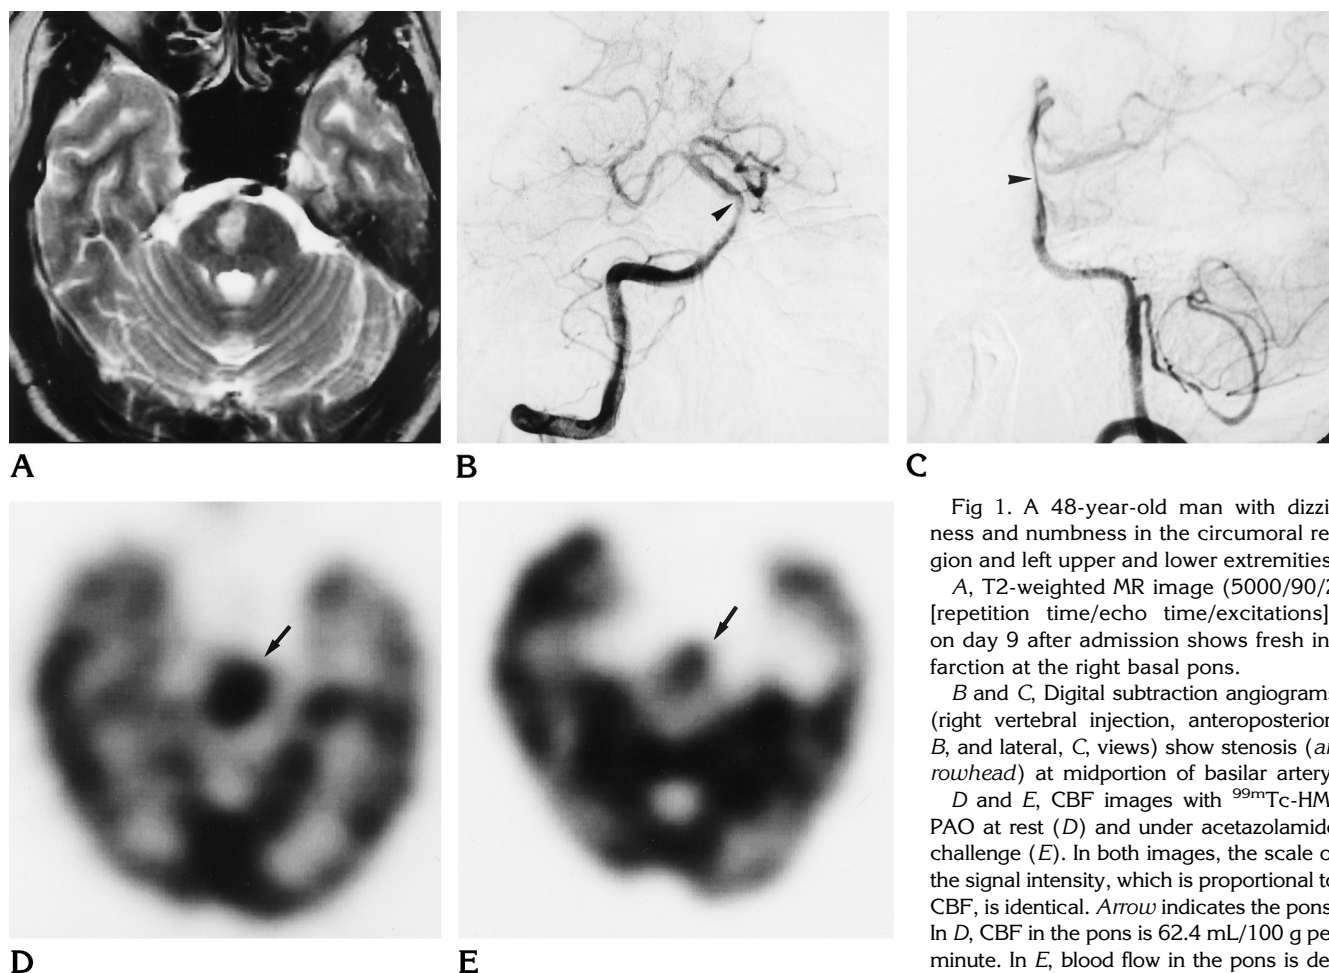 A
B
C
Fig 1. A 48-year-old man with dizzi-
ness and numbness in the circumoral re-
gion and left upper and lower extremities
A, T2-weighted MR image (5000/90/2
[repetition time/echo time/excitations]
on day 9 after admission shows fresh in-
farction at the right basal pons.
B and C, Digital subtraction angiogram
(right vertebral injection, anteroposterior
B, and lateral, C, views) show stenosis (ar
rowhead) at midportion of basilar artery
D and E, CBF images with ⁹⁹ᵐTc-HM
PAO at rest (D) and under acetazolamide
challenge (E). In both images, the scale o
the signal intensity, which is proportional to
CBF, is identical. Arrow indicates the pons
In D, CBF in the pons is 62.4 mL/100 g pe
minute. In E, blood flow in the pons is de
D
E